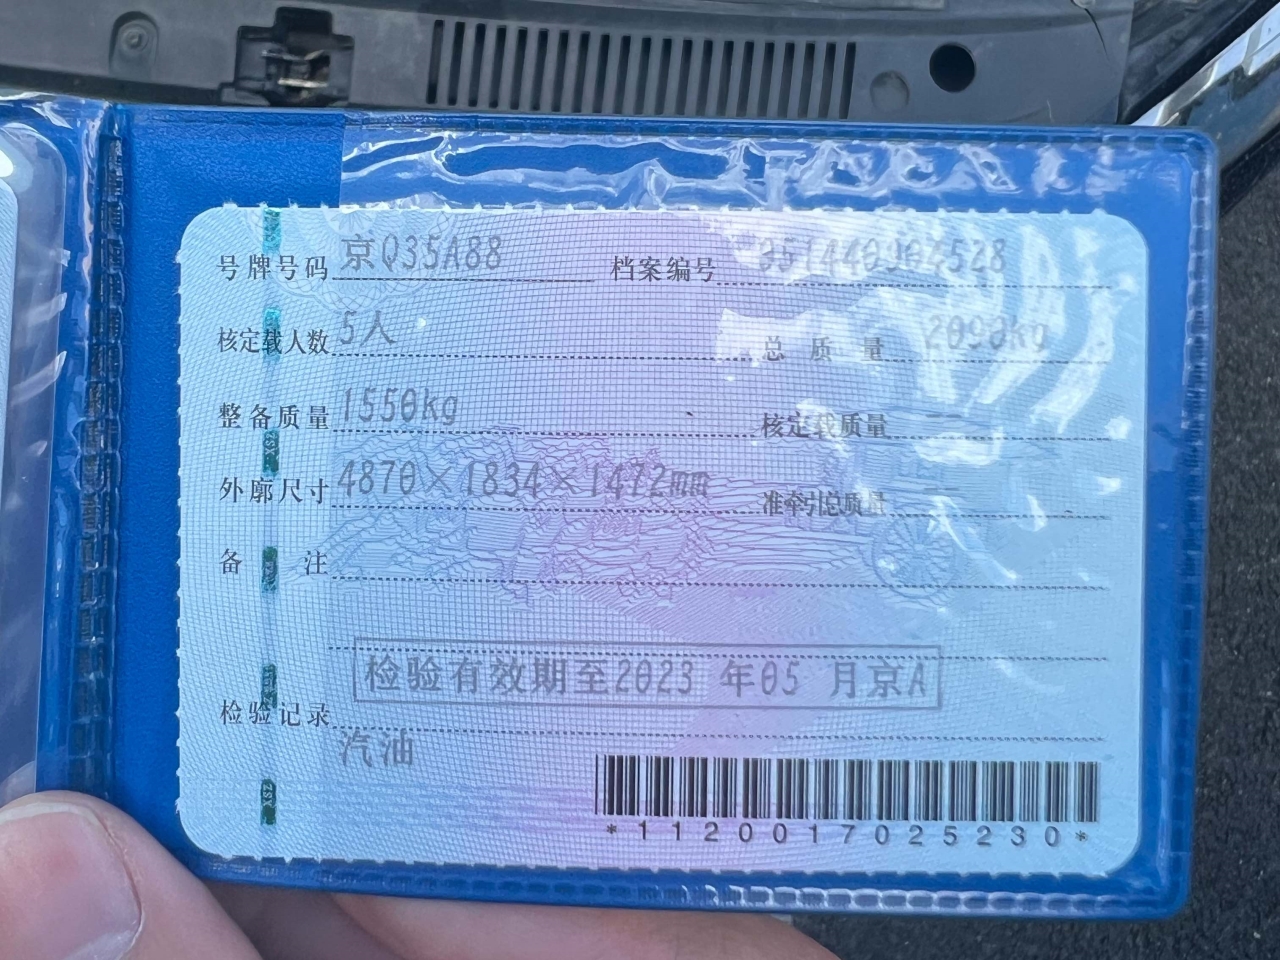 号牌号码 京Q35A88 档案编号
核定载人数 5人 总质量
整备质量 1550kg 核定载质量 --
外廓尺寸 4870×1834×1472mm 准牵引总质量 --
备注
检验有效期至2023 年05 月京A
检验记录
汽油
*1120017025230*